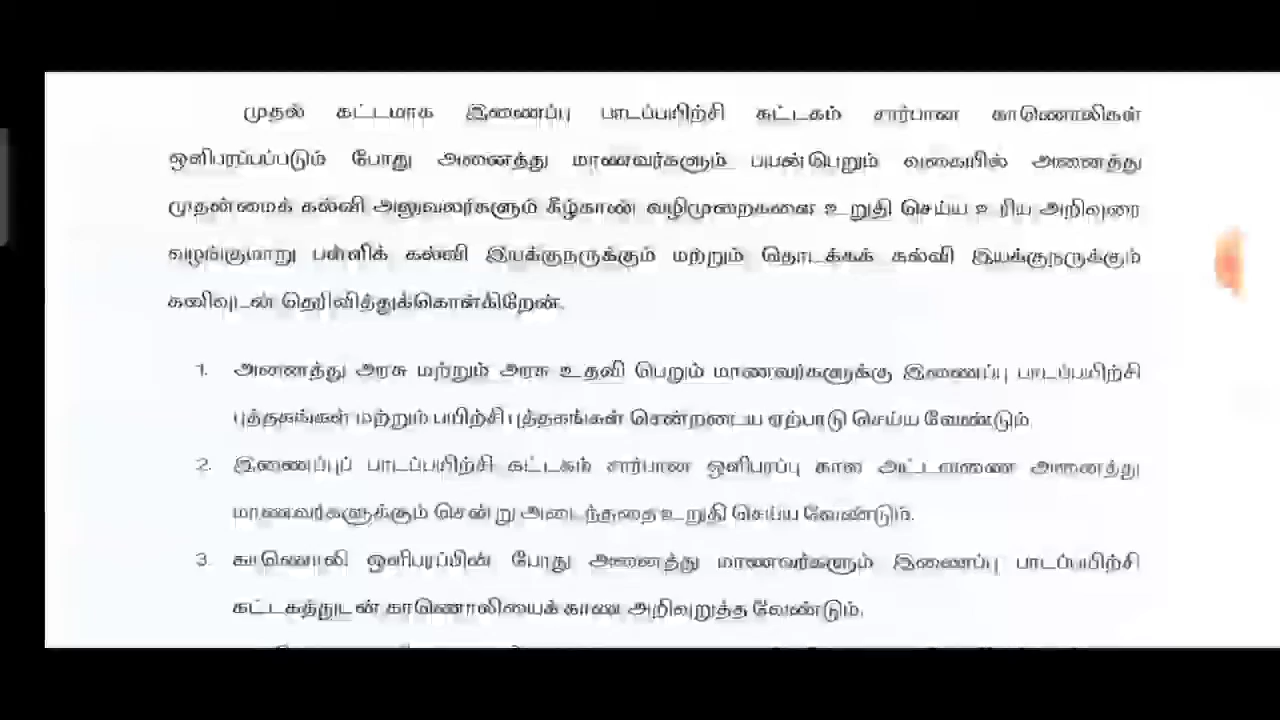 முதல் கட்டமாக இணைப்பு பாடப்பயிற்சி கட்டகம் சார்பான காணொலிகள்
ஒளிபரப்பப்படும் போது அனைத்து மாணவர்களும் பயன்பெறும் வகையில் அனைத்து
முதன்மைக் கல்வி அலுவலர்களும் கீழ்காண் வழிமுறைகளை உறுதி செய்ய உரிய அறிவுரை
வழங்குமாறு பள்ளிக் கல்வி இயக்குநருக்கும் மற்றும் தொடக்கக் கல்வி இயக்குநருக்கும்
கனிவுடன் தெரிவித்துக்கொள்கிறேன்.
1. அனைத்து அரசு மற்றும் அரசு உதவி பெறும் மாணவர்களுக்கு இணைப்பு பாடப்பயிற்சி
புத்தகங்கள் மற்றும் பயிற்சி புத்தகங்கள் சென்றடைய ஏற்பாடு செய்ய வேண்டும்.
2. இணைப்புப் பாடப்பயிற்சி கட்டகம் சார்பான ஒளிபரப்பு கால அட்டவணை அனைத்து
மாணவர்களுக்கும் சென்று அடைந்ததை உறுதி செய்ய வேண்டும்.
3. காணொலி ஒளிபரப்பின் போது அனைத்து மாணவர்களும் இணைப்பு பாடப்பயிற்சி
கட்டகத்துடன் காணொலியைக் காண அறிவுறுத்த வேண்டும்.